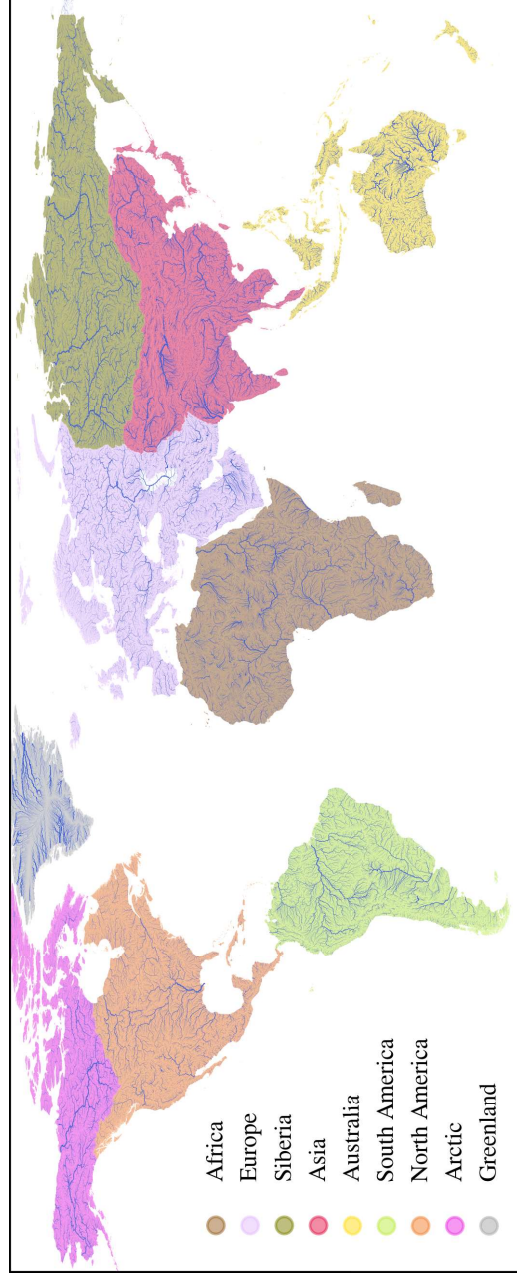 Africa
Europe
Siberia
Asia
Australia
South America
North America
Arctic
Greenland